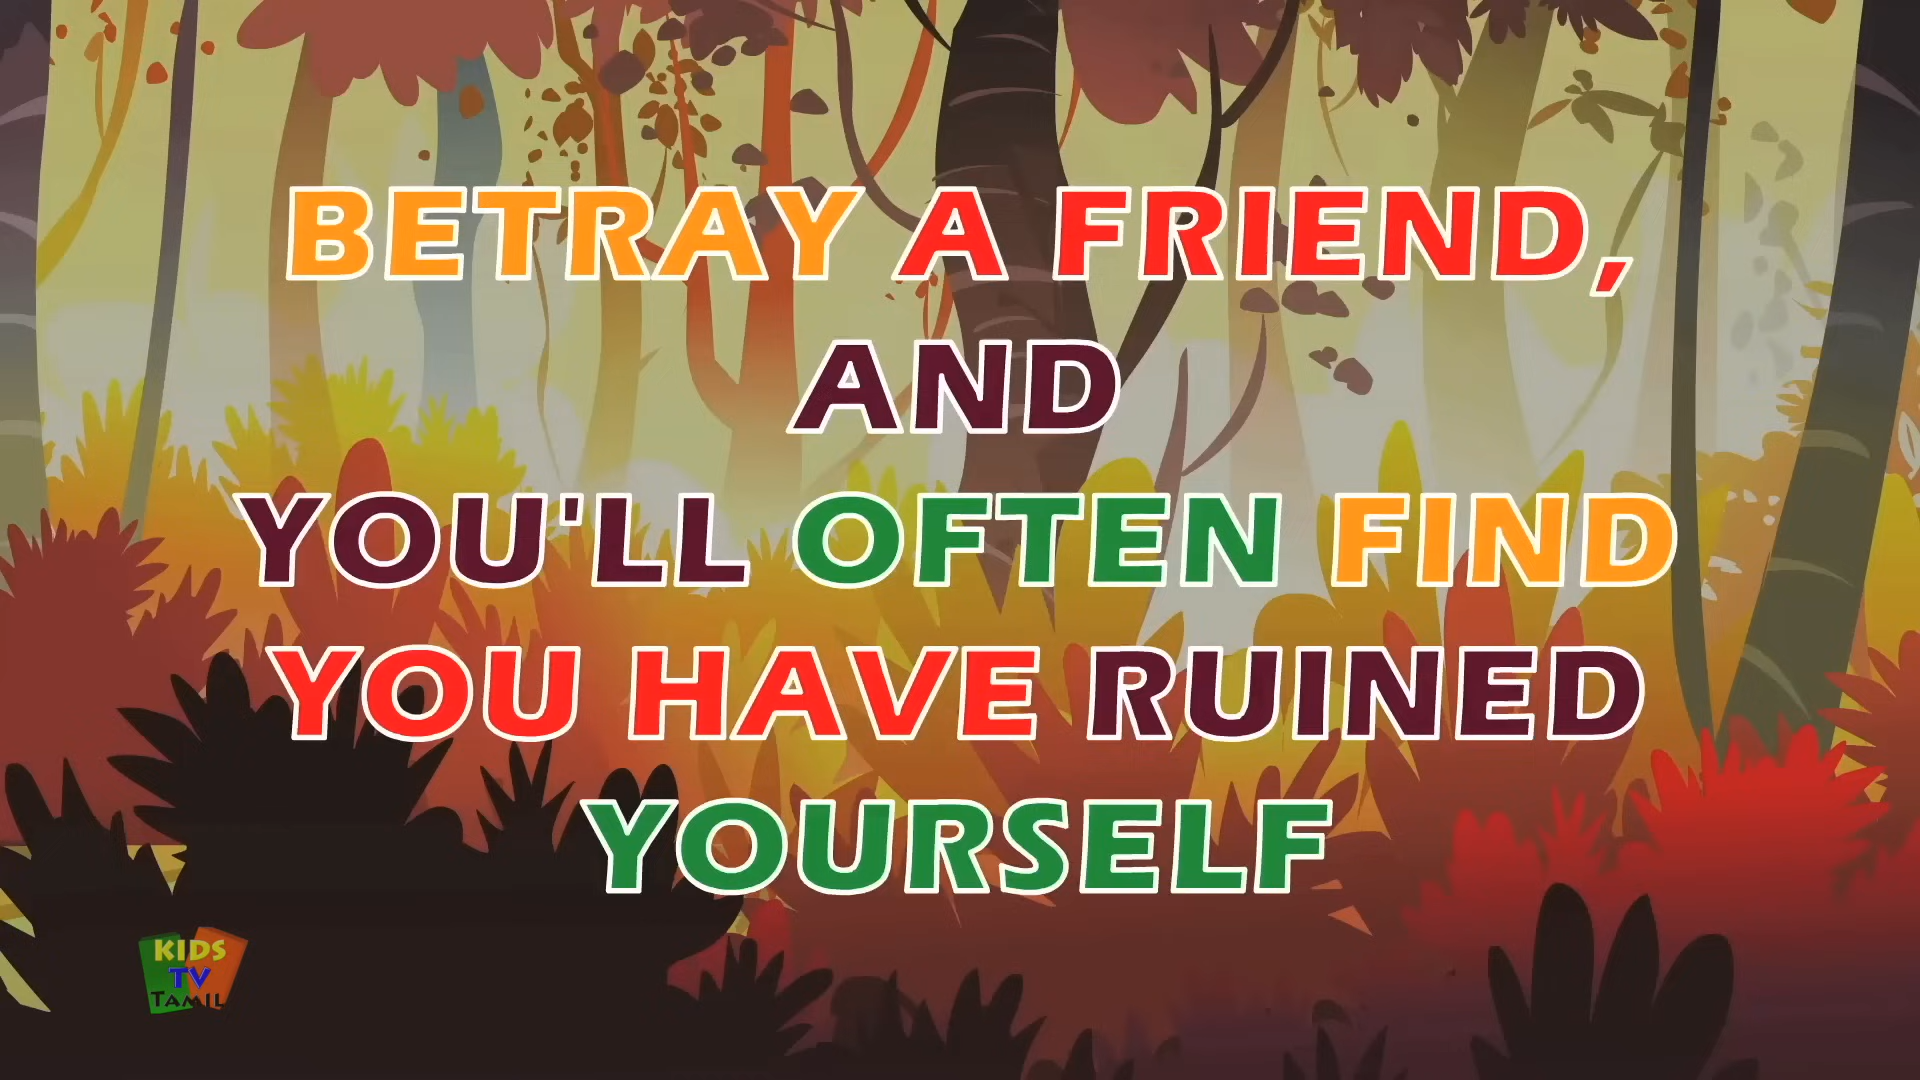 BETRAY A FRIEND,
AND
YOU'LL OFTEN FIND
YOU HAVE RUINED
YOURSELF
KIDS
TV
TAMIL